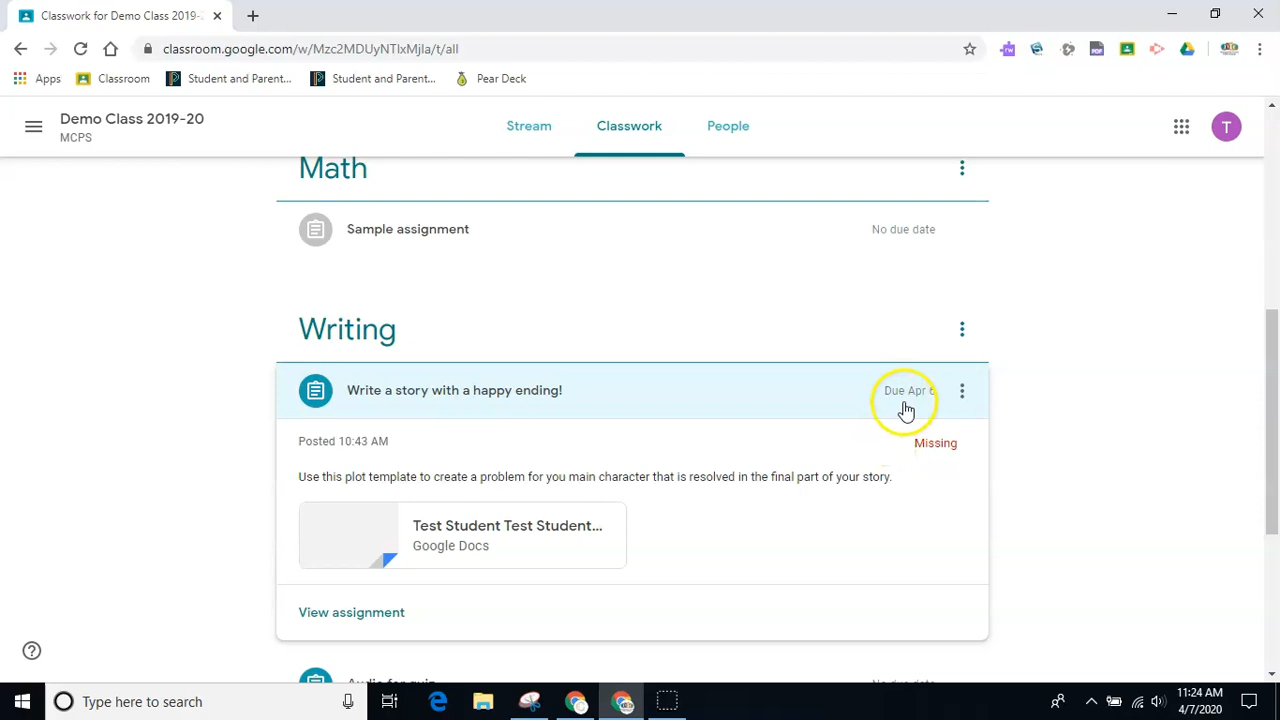 Classwork for Demo Class 2019-
classroom.google.com/w/Mzc2MDUyNTIxMjIa/t/all
Apps
Classroom
Student and Parent...
Student and Parent...
Pear Deck
Demo Class 2019-20
MCPS
Stream
Classwork
People
T
Math
Sample assignment
No due date
Writing
Write a story with a happy ending!
Due Apr 6
Posted 10:43 AM
Missing
Use this plot template to create a problem for you main character that is resolved in the final part of your story.
Test Student Test Student...
Google Docs
View assignment
Type here to search
11:24 AM
4/7/2020